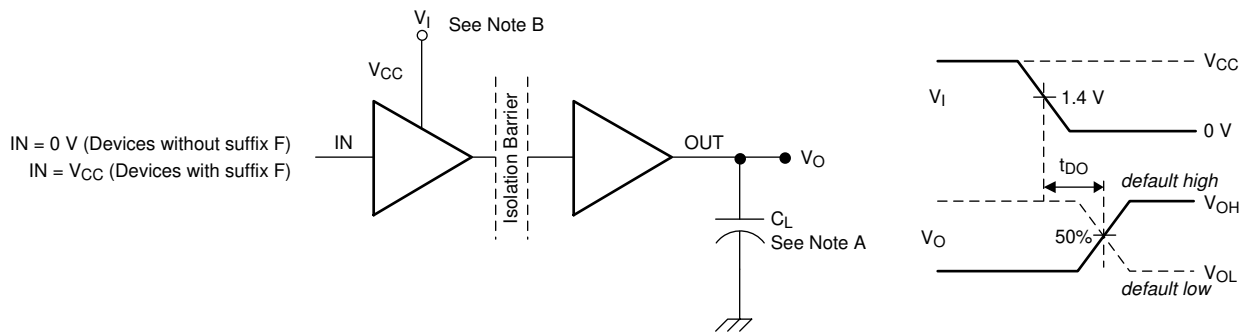 V_I See Note B
V_CC
IN = 0 V (Devices without suffix F)
IN = V_CC (Devices with suffix F)
IN
Isolation Barrier
OUT
V_O
C_L
See Note A
V_I
V_CC
1.4 V
0 V
t_DO
default high
V_OH
V_O
50%
V_OL
default low